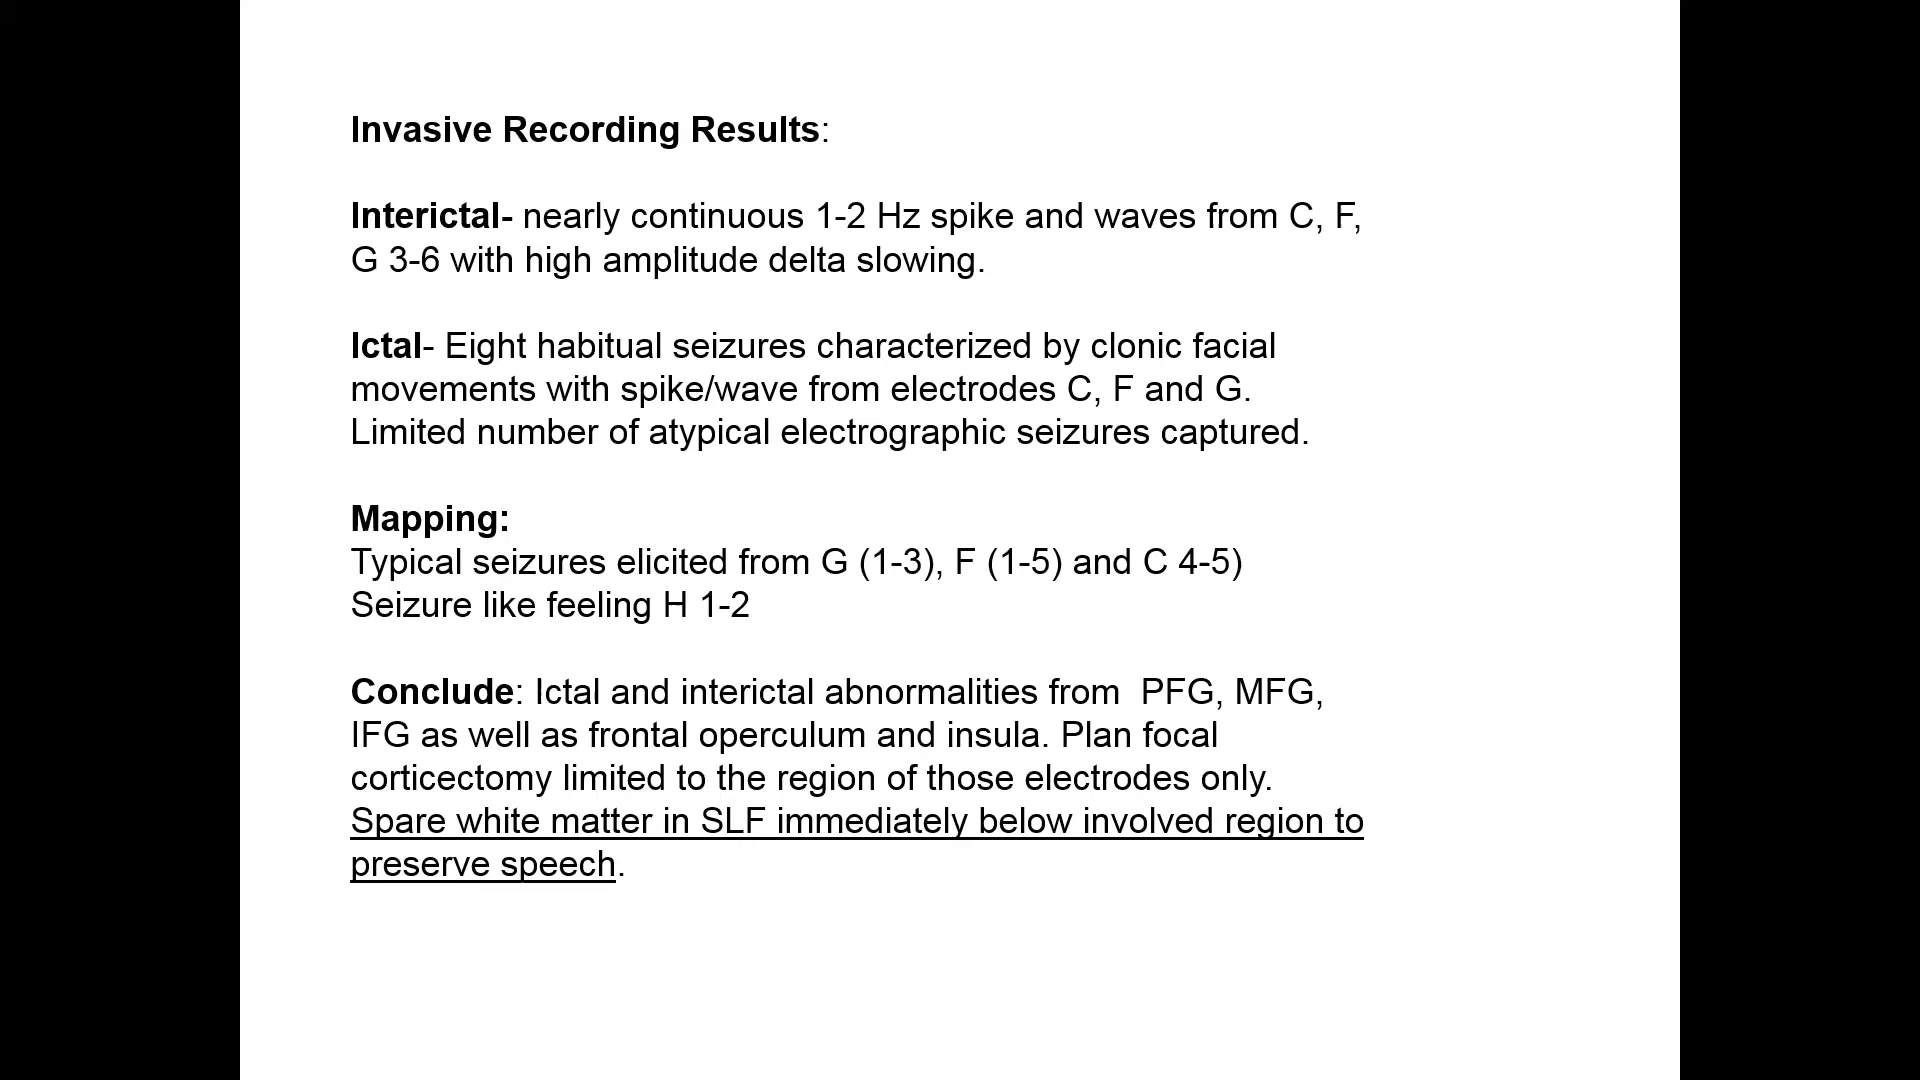 Invasive Recording Results:
Interictal- nearly continuous 1-2 Hz spike and waves from C, F,
G 3-6 with high amplitude delta slowing.
Ictal- Eight habitual seizures characterized by clonic facial
movements with spike/wave from electrodes C, F and G.
Limited number of atypical electrographic seizures captured.
Mapping:
Typical seizures elicited from G (1-3), F (1-5) and C 4-5)
Seizure like feeling H 1-2
Conclude: Ictal and interictal abnormalities from  PFG, MFG,
IFG as well as frontal operculum and insula. Plan focal
corticectomy limited to the region of those electrodes only.
Spare white matter in SLF immediately below involved region to
preserve speech.